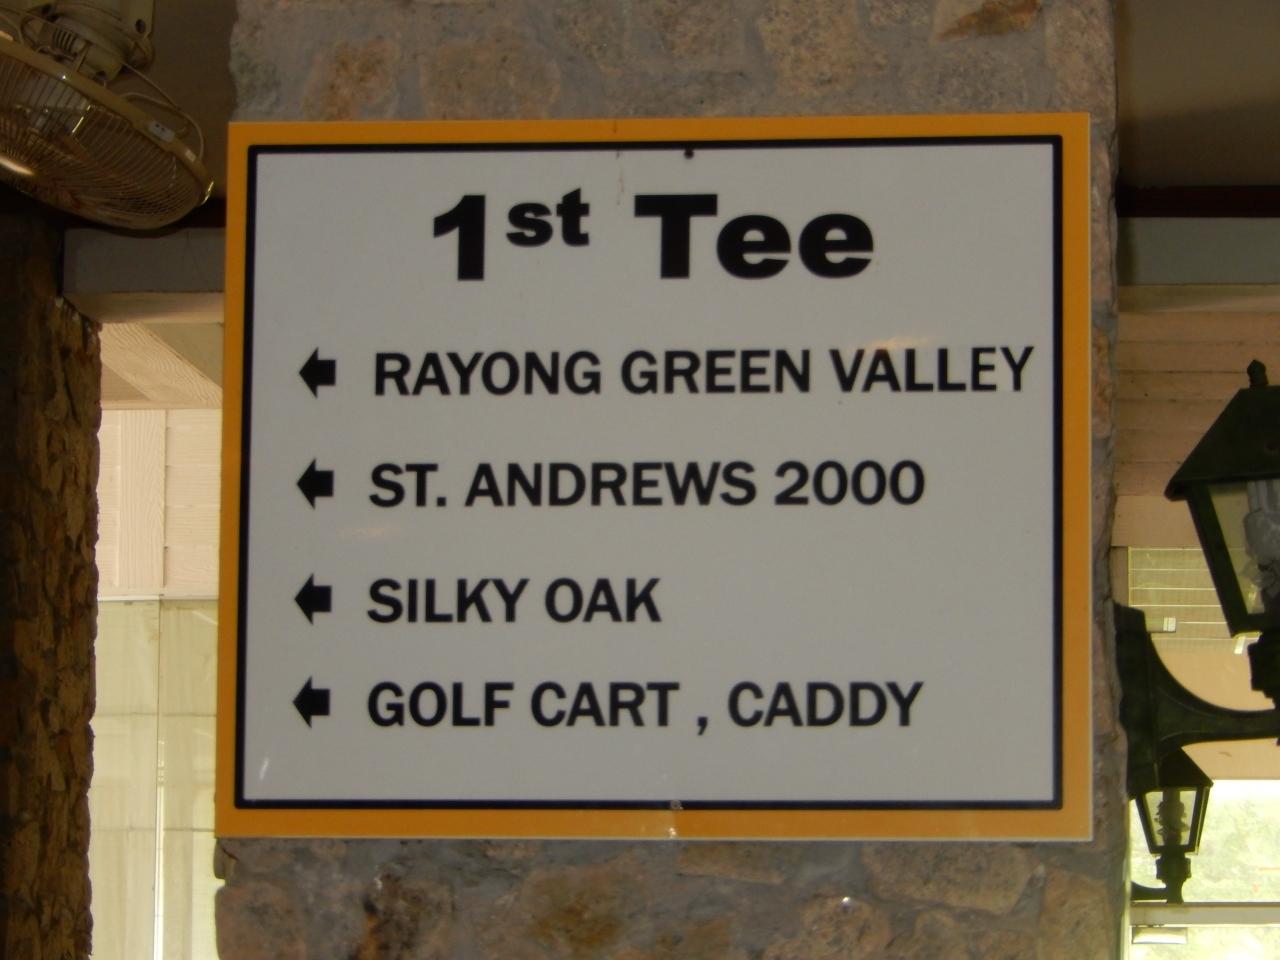 1st Tee
RAYONG GREEN VALLEY
ST. ANDREWS 2000
SILKY OAK
GOLF CART , CADDY